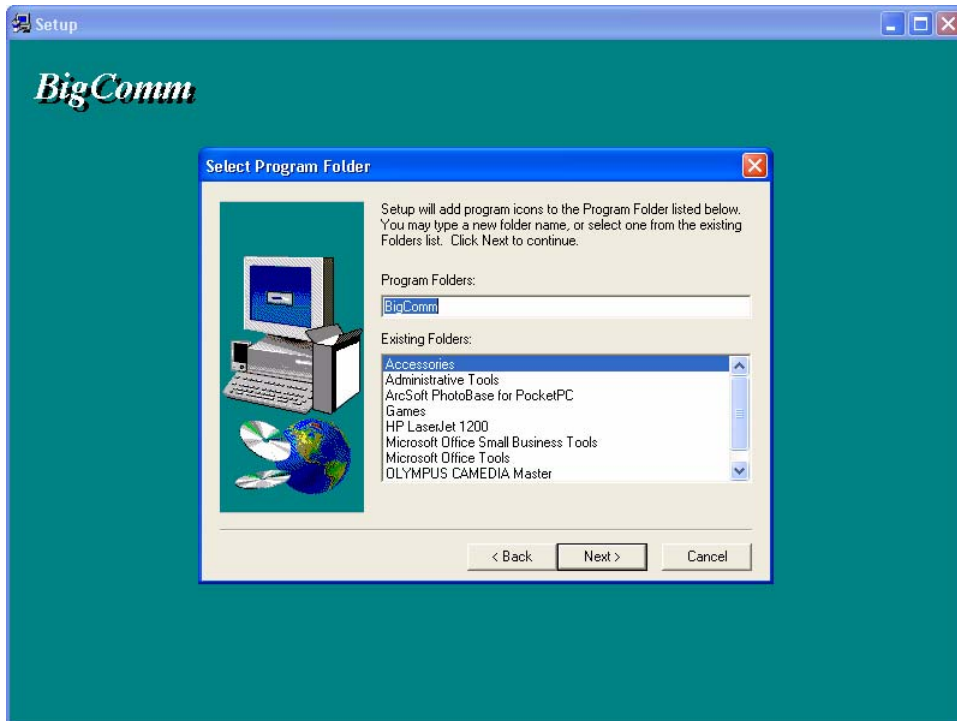 Setup
BigComm
Select Program Folder
Setup will add program icons to the Program Folder listed below.
You may type a new folder name, or select one from the existing
Folders list.  Click Next to continue.
Program Folders:
BigComm
Existing Folders:
Accessories
Administrative Tools
ArcSoft PhotoBase for PocketPC
Games
HP LaserJet 1200
Microsoft Office Small Business Tools
Microsoft Office Tools
OLYMPUS CAMEDIA Master
< Back
Next >
Cancel